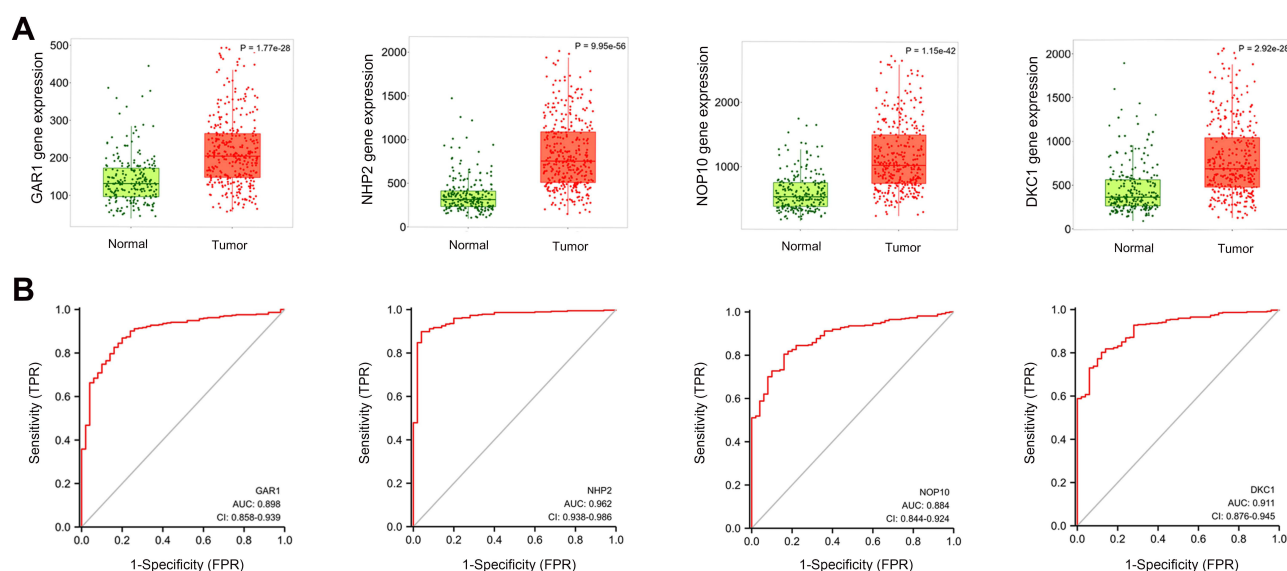 A
GAR1 gene expression
500
400
300
200
100
P = 1.77e-28
Normal
Tumor
NHP2 gene expression
2000
1500
1000
500
0
P = 9.95e-56
Normal
Tumor
NOP10 gene expression
2000
1000
P = 1.15e-42
Normal
Tumor
DKC1 gene expression
2000
1500
1000
500
0
P = 2.92e-28
Normal
Tumor
B
Sensitivity (TPR)
1.0
0.8
0.6
0.4
0.2
0.0
GAR1
AUC: 0.898
CI: 0.858-0.939
0.0 0.2 0.4 0.6 0.8 1.0
1-Specificity (FPR)
Sensitivity (TPR)
1.0
0.8
0.6
0.4
0.2
0.0
NHP2
AUC: 0.962
CI: 0.938-0.986
0.0 0.2 0.4 0.6 0.8 1.0
1-Specificity (FPR)
Sensitivity (TPR)
1.0
0.8
0.6
0.4
0.2
0.0
NOP10
AUC: 0.884
CI: 0.844-0.924
0.0 0.2 0.4 0.6 0.8 1.0
1-Specificity (FPR)
Sensitivity (TPR)
1.0
0.8
0.6
0.4
0.2
0.0
DKC1
AUC: 0.911
CI: 0.876-0.945
0.0 0.2 0.4 0.6 0.8 1.0
1-Specificity (FPR)